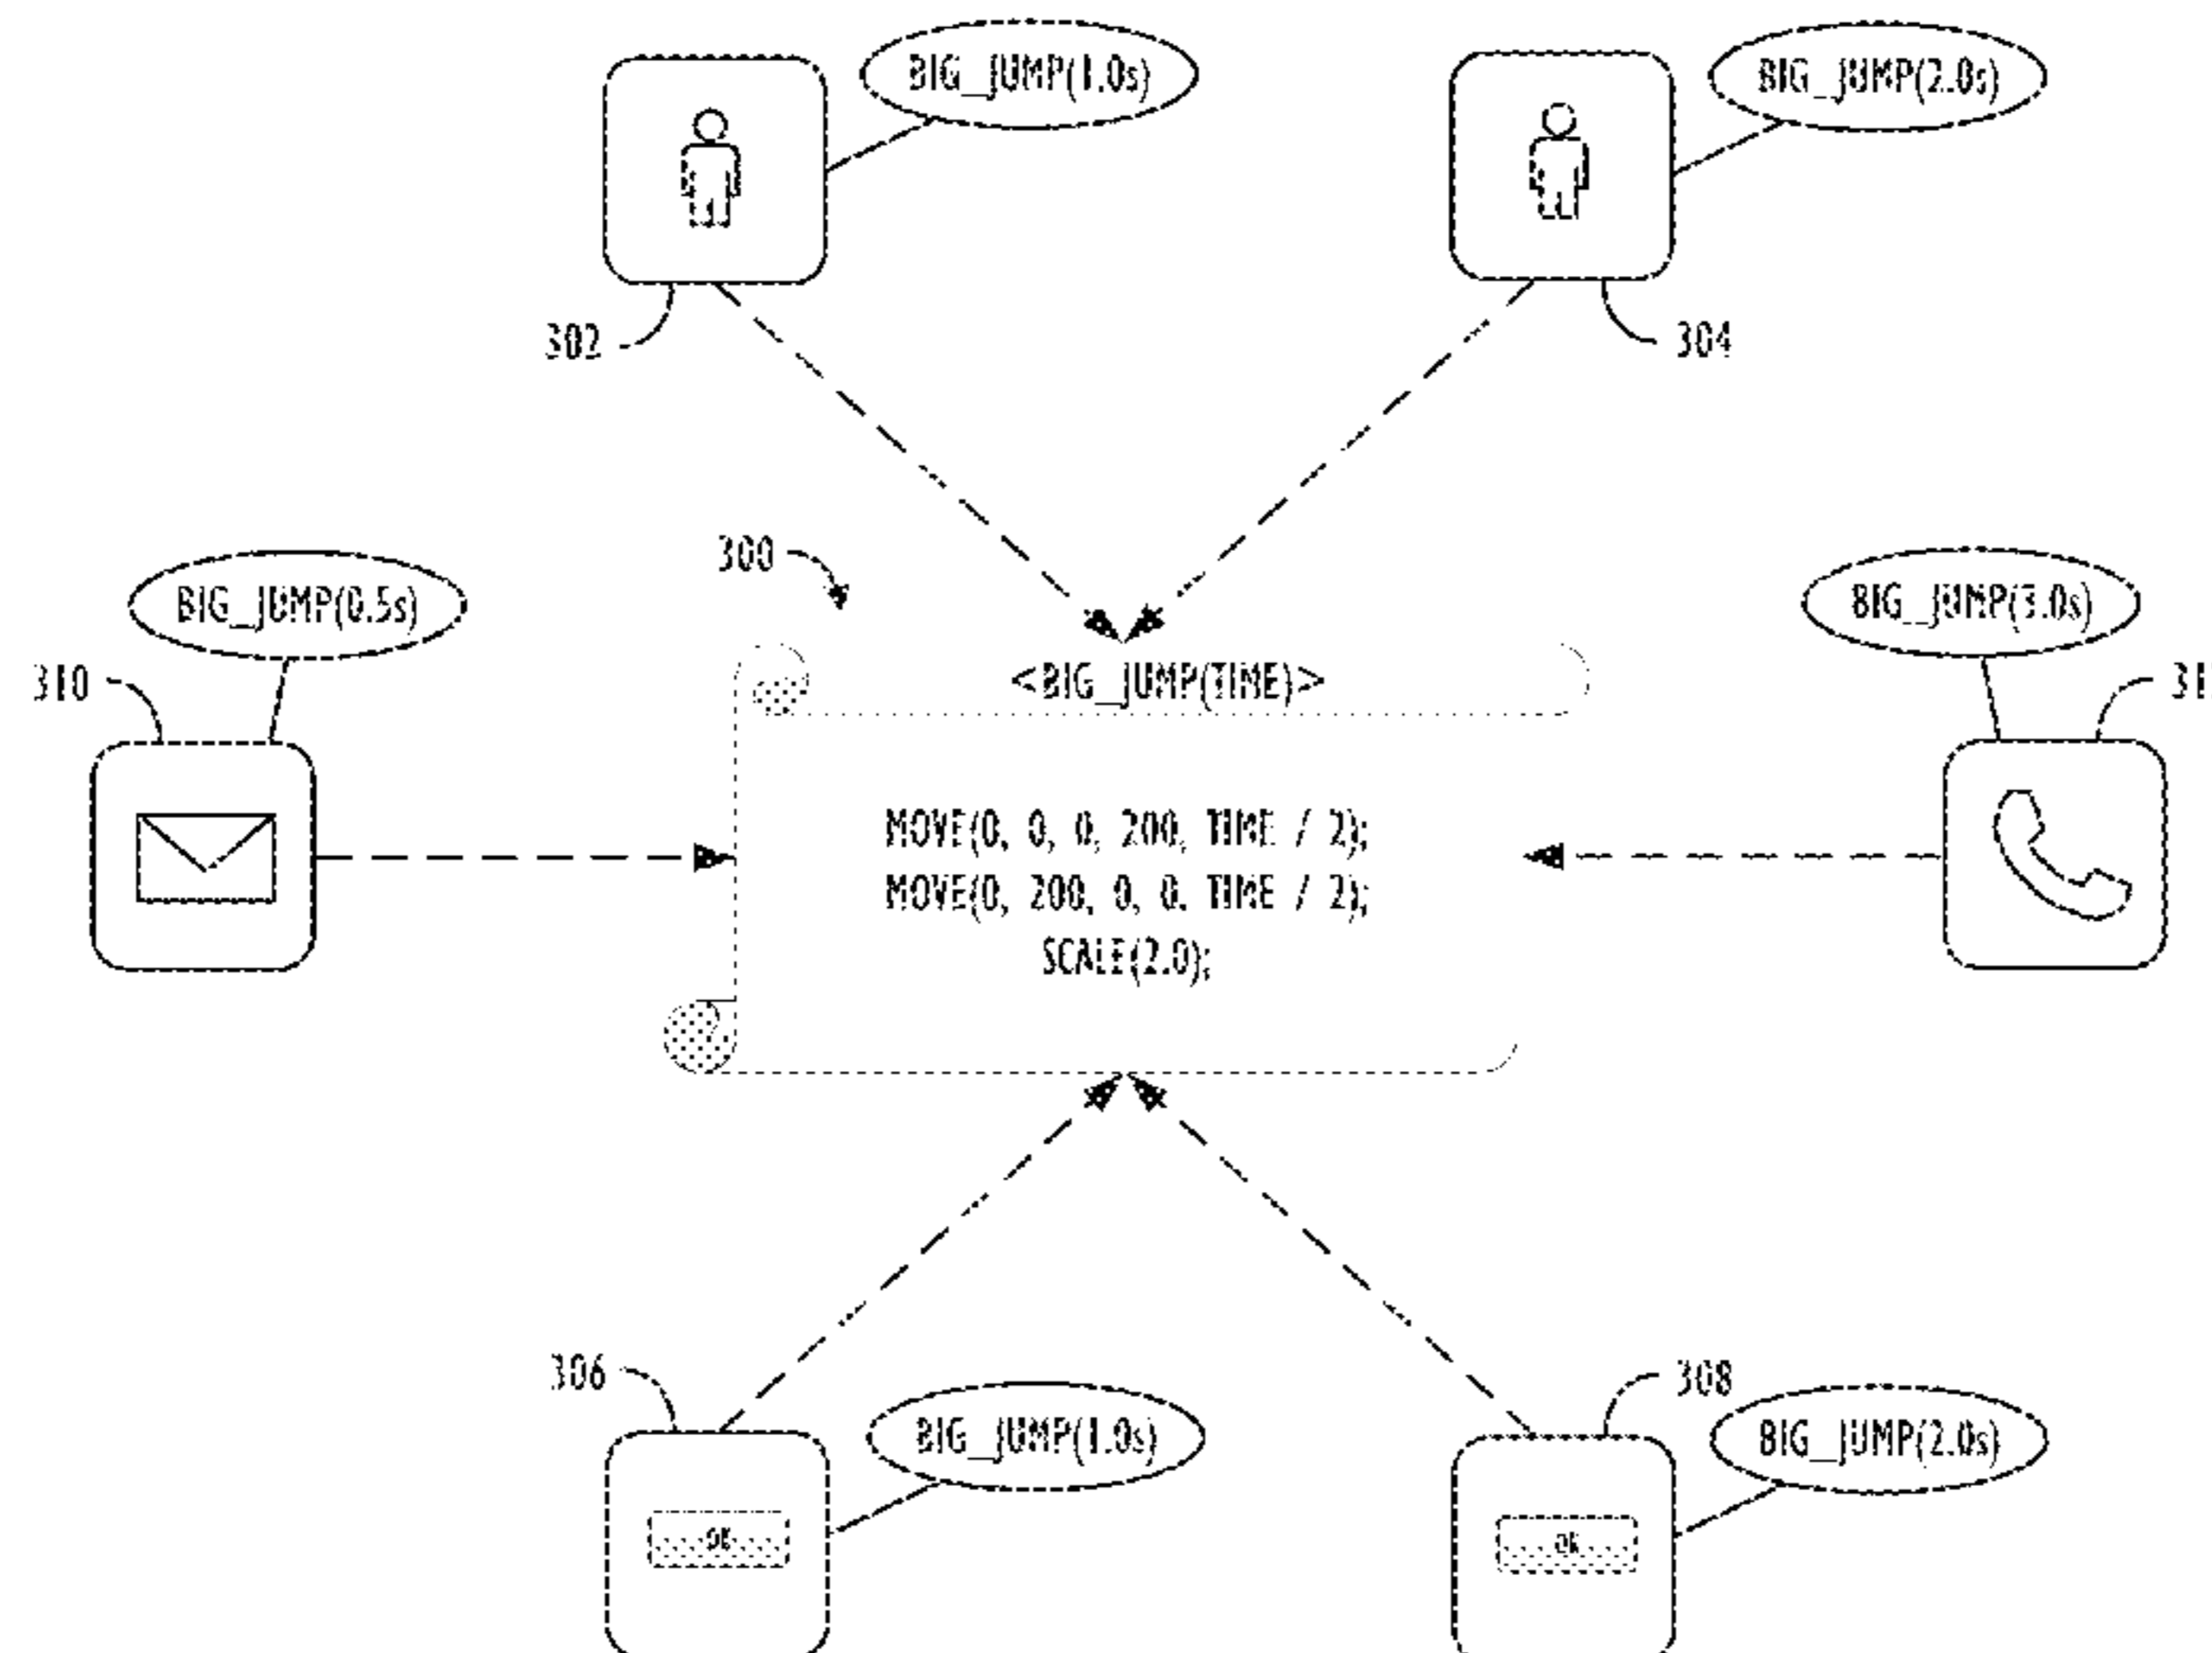 BIG_JUMP(1.0s)
BIG_JUMP(2.0s)
302
304
300
BIG_JUMP(0.5s)
BIG_JUMP(3.0s)
310
31
<BIG_JUMP(TIME)>
MOVE(0, 0, 0, 200, TIME / 2);
MOVE(0, 200, 0, 0, TIME / 2);
SCALE(2.0);
306
308
BIG_JUMP(1.0s)
BIG_JUMP(2.0s)
OK
OK